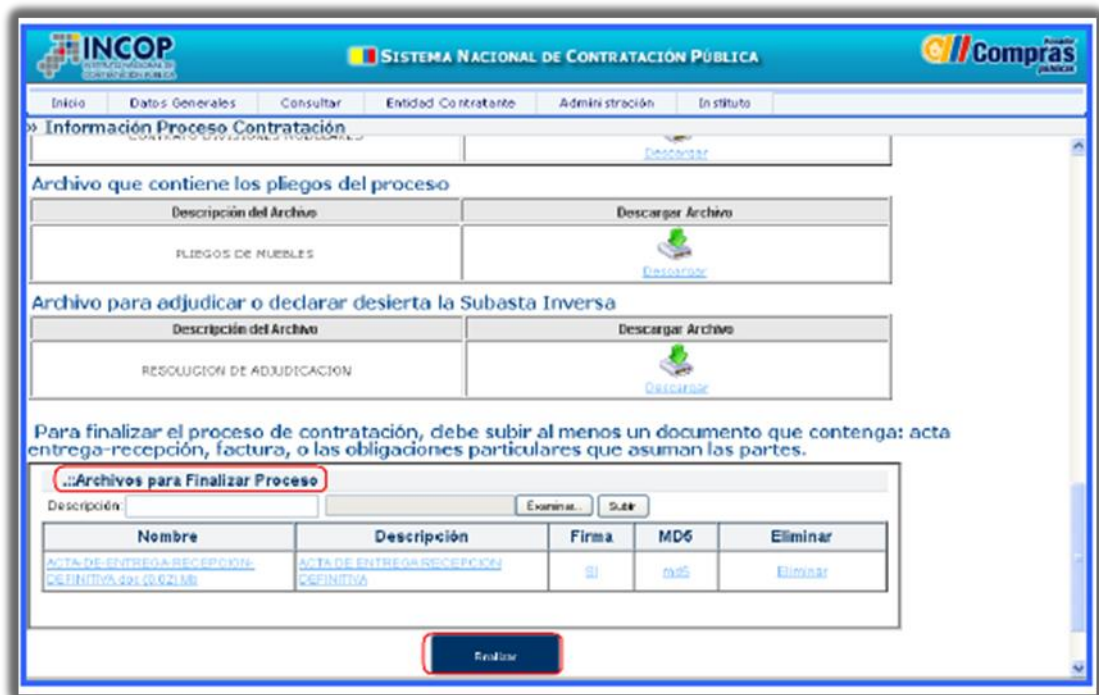 INCOP
SISTEMA NACIONAL DE CONTRATACIÓN PÚBLICA
Compras
Inicio Datos Generales Consultar Entidad Contratante Administración Instituto
» Información Proceso Contratación
Descargar
Archivo que contiene los pliegos del proceso
Descripción del Archivo Descargar Archivo
PLIEGOS DE MUEBLES
Descargar
Archivo para adjudicar o declarar desierta la Subasta Inversa
Descripción del Archivo Descargar Archivo
RESOLUCION DE ADJUDICACION
Descargar
Para finalizar el proceso de contratación, debe subir al menos un documento que contenga: acta
entrega-recepción, factura, o las obligaciones particulares que asuman las partes.
.::Archivos para Finalizar Proceso
Descripción: Examinar... Subir
Nombre Descripción Firma MD5 Eliminar
ACTA-DE-ENTREGA-RECEPCION- ACTA DE ENTREGA RECEPCION
DEFINITIVA.doc (0.02) Mb DEFINITIVA SI md5 Eliminar